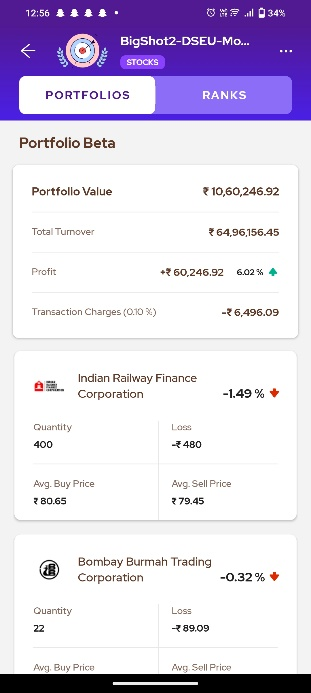 12:56
34%
BigShot2-DSEU-Mo...
STOCKS
PORTFOLIOS
RANKS
Portfolio Beta
Portfolio Value ₹ 10,60,246.92
Total Turnover ₹ 64,96,156.45
Profit +₹ 60,246.92 6.02 %
Transaction Charges (0.10 %) -₹ 6,496.09
Indian Railway Finance
Corporation
-1.49 %
Quantity Loss
400 -₹ 480
Avg. Buy Price Avg. Sell Price
₹ 80.65 ₹ 79.45
Bombay Burmah Trading
Corporation
-0.32 %
Quantity Loss
22 -₹ 89.09
Avg. Buy Price Avg. Sell Price